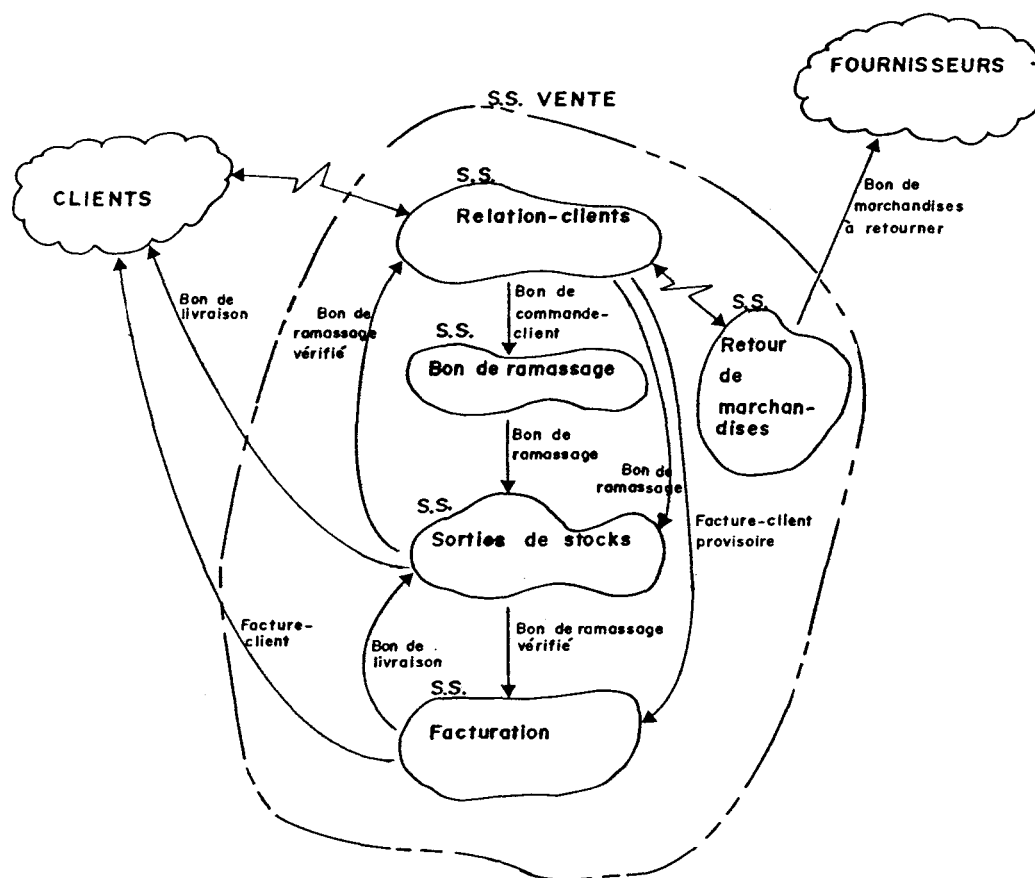 FOURNISSEURS
S.S. VENTE
CLIENTS
S.S.
Relation-clients
Bon de
marchandises
à retourner
Bon de
livraison
Bon de
ramassage
vérifié
Bon de
commande-
client
S.S.
Retour
de
marchan-
dises
S.S.
Bon de ramassage
Bon de
ramassage
Bon de
ramassage
Facture-client
provisoire
S.S.
Sorties de stocks
Facture-
client
Bon de
livraison
Bon de ramassage
vérifié
S.S.
Facturation